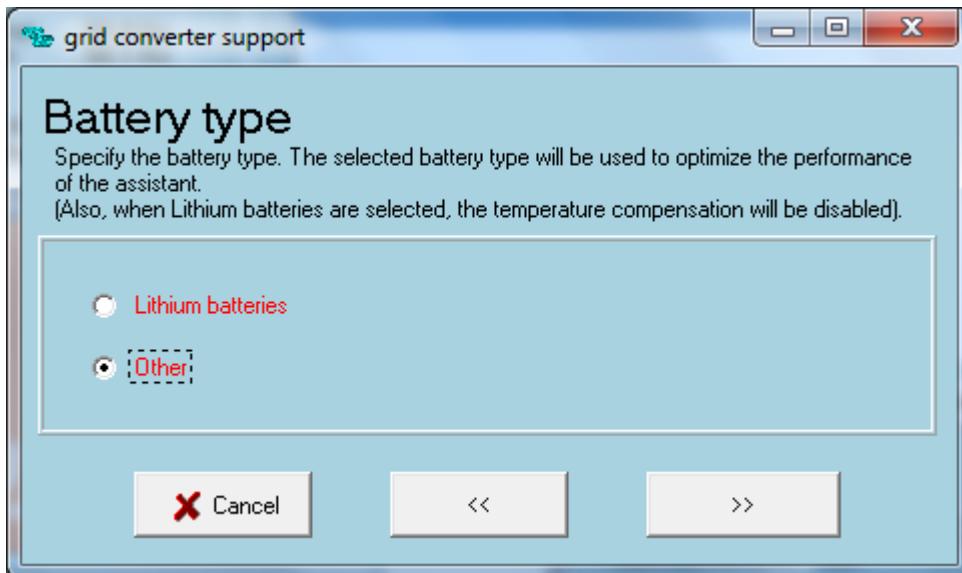 grid converter support
Battery type
Specify the battery type. The selected battery type will be used to optimize the performance
of the assistant.
(Also, when Lithium batteries are selected, the temperature compensation will be disabled).
Lithium batteries
Other
Cancel
<<
>>